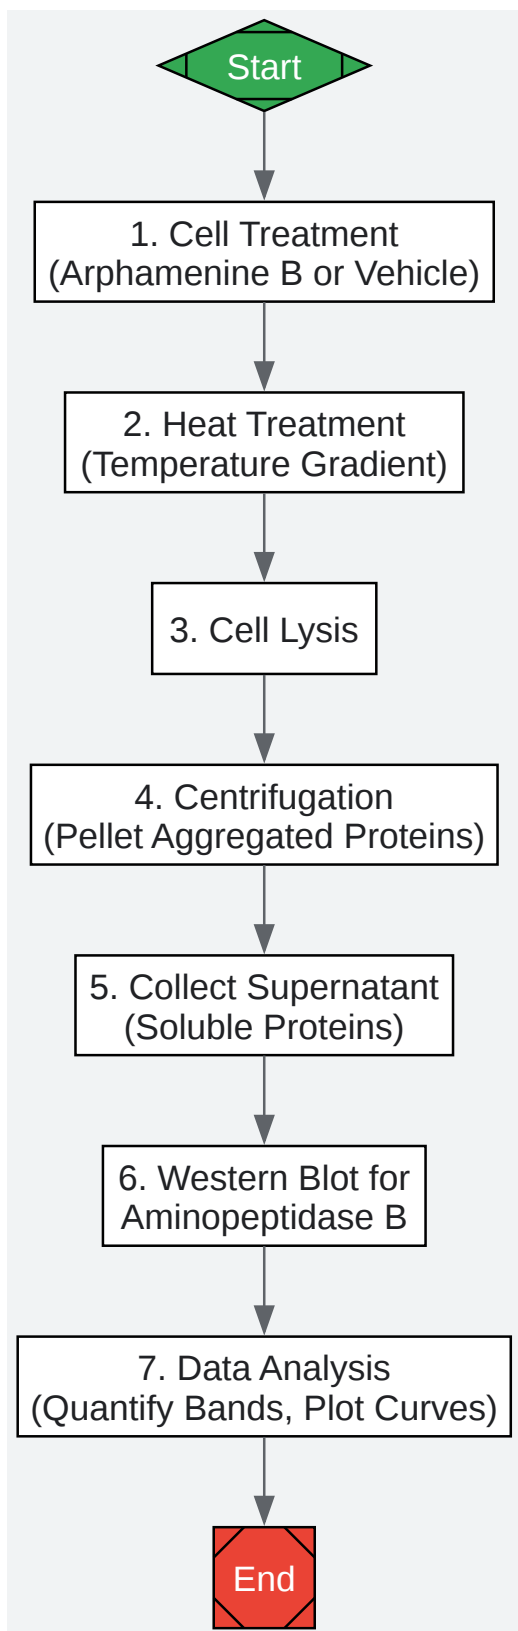 Start
1. Cell Treatment
(Arphamenine B or Vehicle)
2. Heat Treatment
(Temperature Gradient)
3. Cell Lysis
4. Centrifugation
(Pellet Aggregated Proteins)
5. Collect Supernatant
(Soluble Proteins)
6. Western Blot for
Aminopeptidase B
7. Data Analysis
(Quantify Bands, Plot Curves)
End